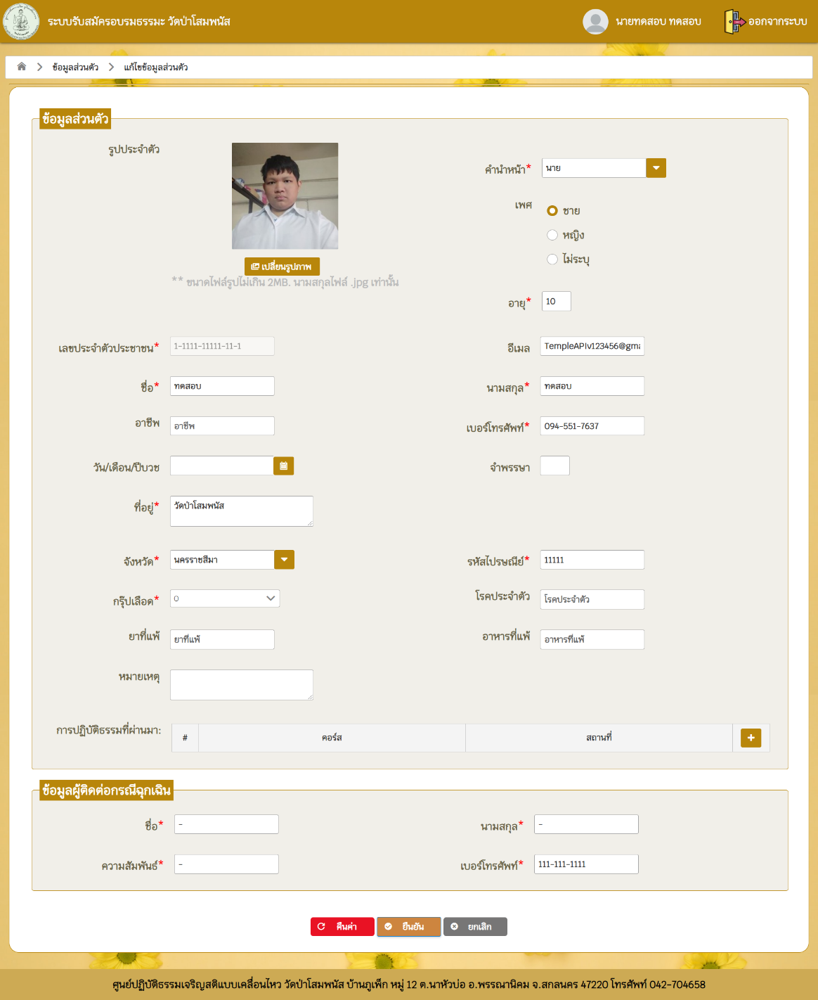 ระบบรับสมัครอบรมธรรมะ วัดป่าโสมพนัส
นายทดสอบ ทดสอบ
ออกจากระบบ
ข้อมูลส่วนตัว
แก้ไขข้อมูลส่วนตัว
ข้อมูลส่วนตัว
รูปประจำตัว
เปลี่ยนรูปภาพ
** ขนาดไฟล์รูปไม่เกิน 2MB. นามสกุลไฟล์ .jpg เท่านั้น
คำนำหน้า* นาย
เพศ
ชาย
หญิง
ไม่ระบุ
อายุ* 10
เลขประจำตัวประชาชน* 1-1111-11111-11-1
อีเมล TempleAPIv123456@gma
ชื่อ* ทดสอบ
นามสกุล* ทดสอบ
อาชีพ อาชีพ
เบอร์โทรศัพท์* 094-551-7637
วัน/เดือน/ปีบวช
จำพรรษา
ที่อยู่* วัดป่าโสมพนัส
จังหวัด* นครราชสีมา
รหัสไปรษณีย์* 11111
กรุ๊ปเลือด* O
โรคประจำตัว โรคประจำตัว
ยาที่แพ้ ยาที่แพ้
อาหารที่แพ้ อาหารที่แพ้
หมายเหตุ
การปฏิบัติธรรมที่ผ่านมา:
# คอร์ส สถานที่ +
ข้อมูลผู้ติดต่อกรณีฉุกเฉิน
ชื่อ* -
นามสกุล* -
ความสัมพันธ์* -
เบอร์โทรศัพท์* 111-111-1111
คืนค่า
ยืนยัน
ยกเลิก
ศูนย์ปฏิบัติธรรมเจริญสติแบบเคลื่อนไหว วัดป่าโสมพนัส บ้านภูเพ็ก หมู่ 12 ต.นาหัวบ่อ อ.พรรณานิคม จ.สกลนคร 47220 โทรศัพท์ 042-704658